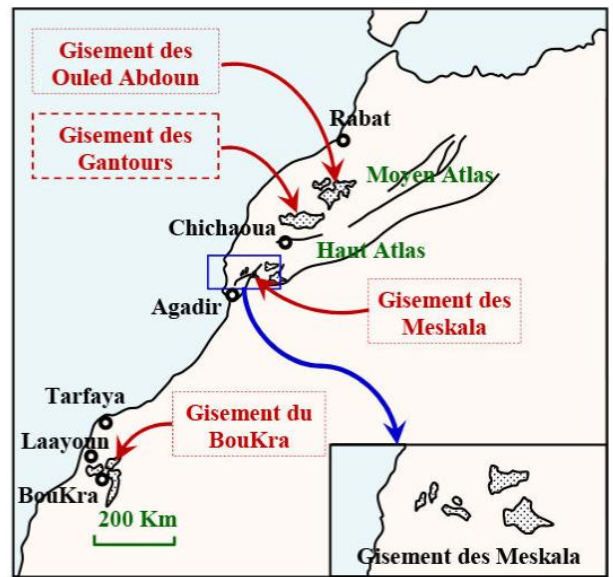 Gisement des
Ouled Abdoun
Rabat
Gisement des
Gantours
Moyen Atlas
Chichaoua
Haut Atlas
Agadir
Gisement des
Meskala
Tarfaya
Gisement du
BouKra
Laayoun
BouKra
200 Km
Gisement des Meskala